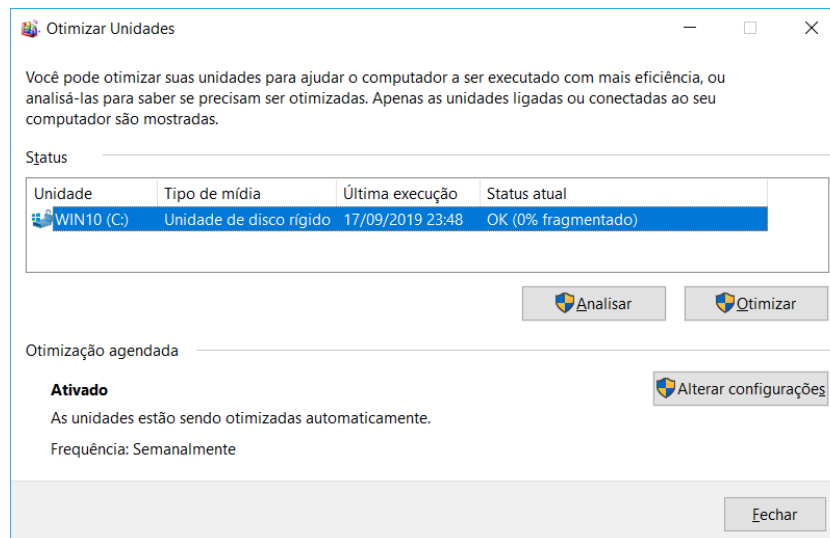 Otimizar Unidades
Você pode otimizar suas unidades para ajudar o computador a ser executado com mais eficiência, ou
analisá-las para saber se precisam ser otimizadas. Apenas as unidades ligadas ou conectadas ao seu
computador são mostradas.
Status
Unidade Tipo de mídia Última execução Status atual
WIN10 (C:) Unidade de disco rígido 17/09/2019 23:48 OK (0% fragmentado)
Analisar Otimizar
Otimização agendada
Ativado Alterar configurações
As unidades estão sendo otimizadas automaticamente.
Frequência: Semanalmente
Fechar